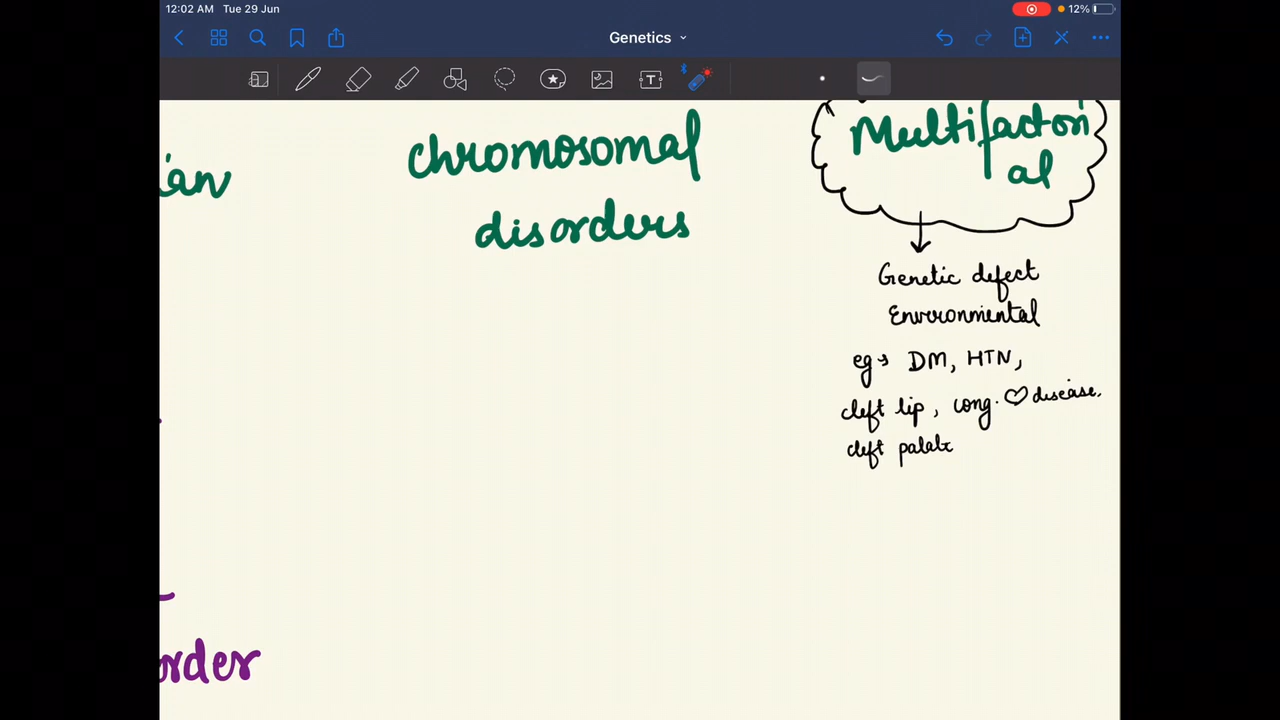 12:02 AM Tue 29 Jun
12%
Genetics
Multifactori
al
chromosomal
disorders
ian
Genetic defect
Environmental
eg → DM, HTN,
cleft lip, cong. ♡ disease.
cleft palate
order